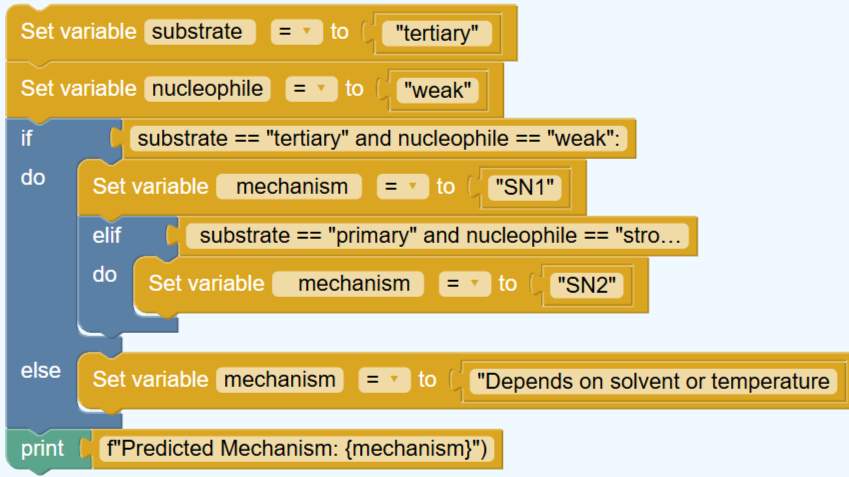 Set variable substrate = ▾ to "tertiary"
Set variable nucleophile = ▾ to "weak"
if substrate == "tertiary" and nucleophile == "weak":
do Set variable mechanism = ▾ to "SN1"
elif substrate == "primary" and nucleophile == "stro…
do Set variable mechanism = ▾ to "SN2"
else Set variable mechanism = ▾ to "Depends on solvent or temperature
print f"Predicted Mechanism: {mechanism}")